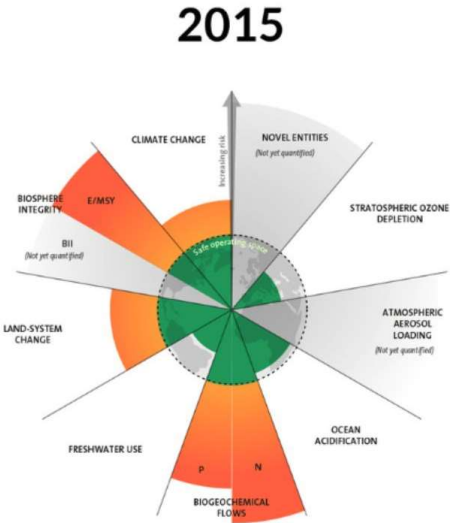 2015
CLIMATE CHANGE
Increasing risk
NOVEL ENTITIES
(Not yet quantified)
STRATOSPHERIC OZONE
DEPLETION
ATMOSPHERIC
AEROSOL
LOADING
(Not yet quantified)
OCEAN
ACIDIFICATION
N
P
BIOGEOCHEMICAL
FLOWS
FRESHWATER USE
LAND-SYSTEM
CHANGE
BII
(Not yet quantified)
BIOSPHERE
INTEGRITY
E/MSY
Safe operating space